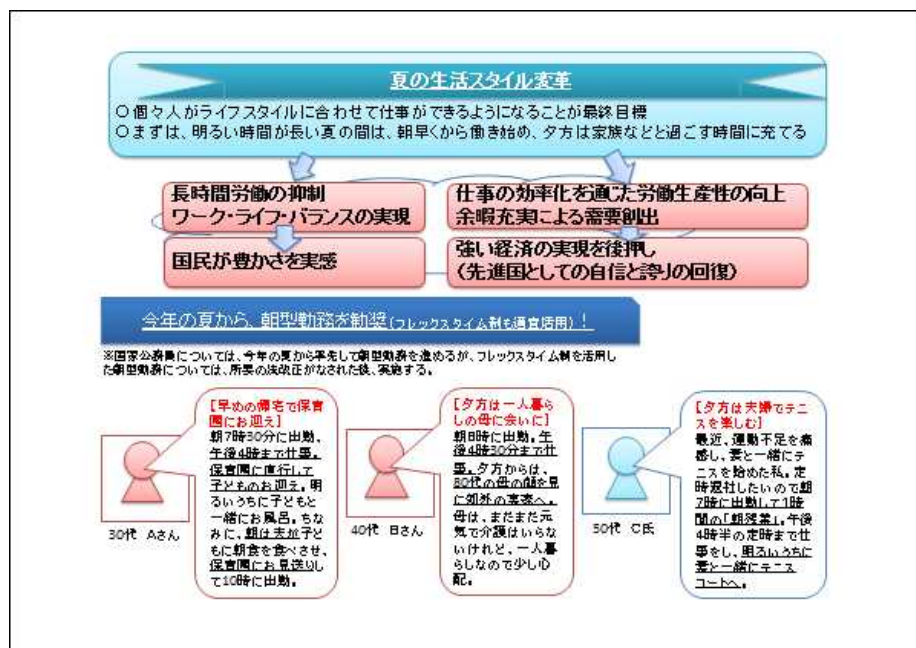 夏の生活スタイル変革
○個々人がライフスタイルに合わせて仕事ができるようになることが最終目標
○まずは、明るい時間が長い夏の間は、朝早くから働き始め、夕方は家族などと過ごす時間に充てる
長時間労働の抑制
ワーク・ライフ・バランスの実現
仕事の効率化を通じた労働生産性の向上
余暇充実による需要創出
国民が豊かさを実感
強い経済の実現を後押し
(先進国としての自信と誇りの回復)
今年の夏から、朝型勤務を勧奨(フレックスタイム制も適宜活用)!
※国家公務員については、今年の夏から率先して朝型勤務を進めるが、フレックスタイム制を活用し
た朝型勤務については、所要の法改正がなされた後、実施する。
【早めの帰宅で保育
園にお迎え】
朝7時30分に出勤、
午後4時まで仕事。
保育園に直行して
子どものお迎え。明
るいうちに子どもと
一緒にお風呂。ちな
みに、朝は夫が子ど
もに朝食を食べさせ、
保育園にお見送りし
て10時に出勤。
30代 Aさん
【夕方は一人暮ら
しの母に会いに】
朝8時に出勤。午
後4時30分まで仕
事。夕方からは、
80代の母の顔を見
に郊外の実家へ。
母は、まだまだ元
気で介護はいらな
いけれど、一人暮
らしなので少し心
配。
40代 Bさん
【夕方は夫婦でテニ
スを楽しむ】
最近、運動不足を痛
感し、妻と一緒にテ
ニスを始めた私。定
時退社したいので朝
7時に出勤して1時
間の「朝残業」。午後
4時半の定時まで仕
事をし、明るいうちに
妻と一緒にテニス
コートへ。
50代 C氏